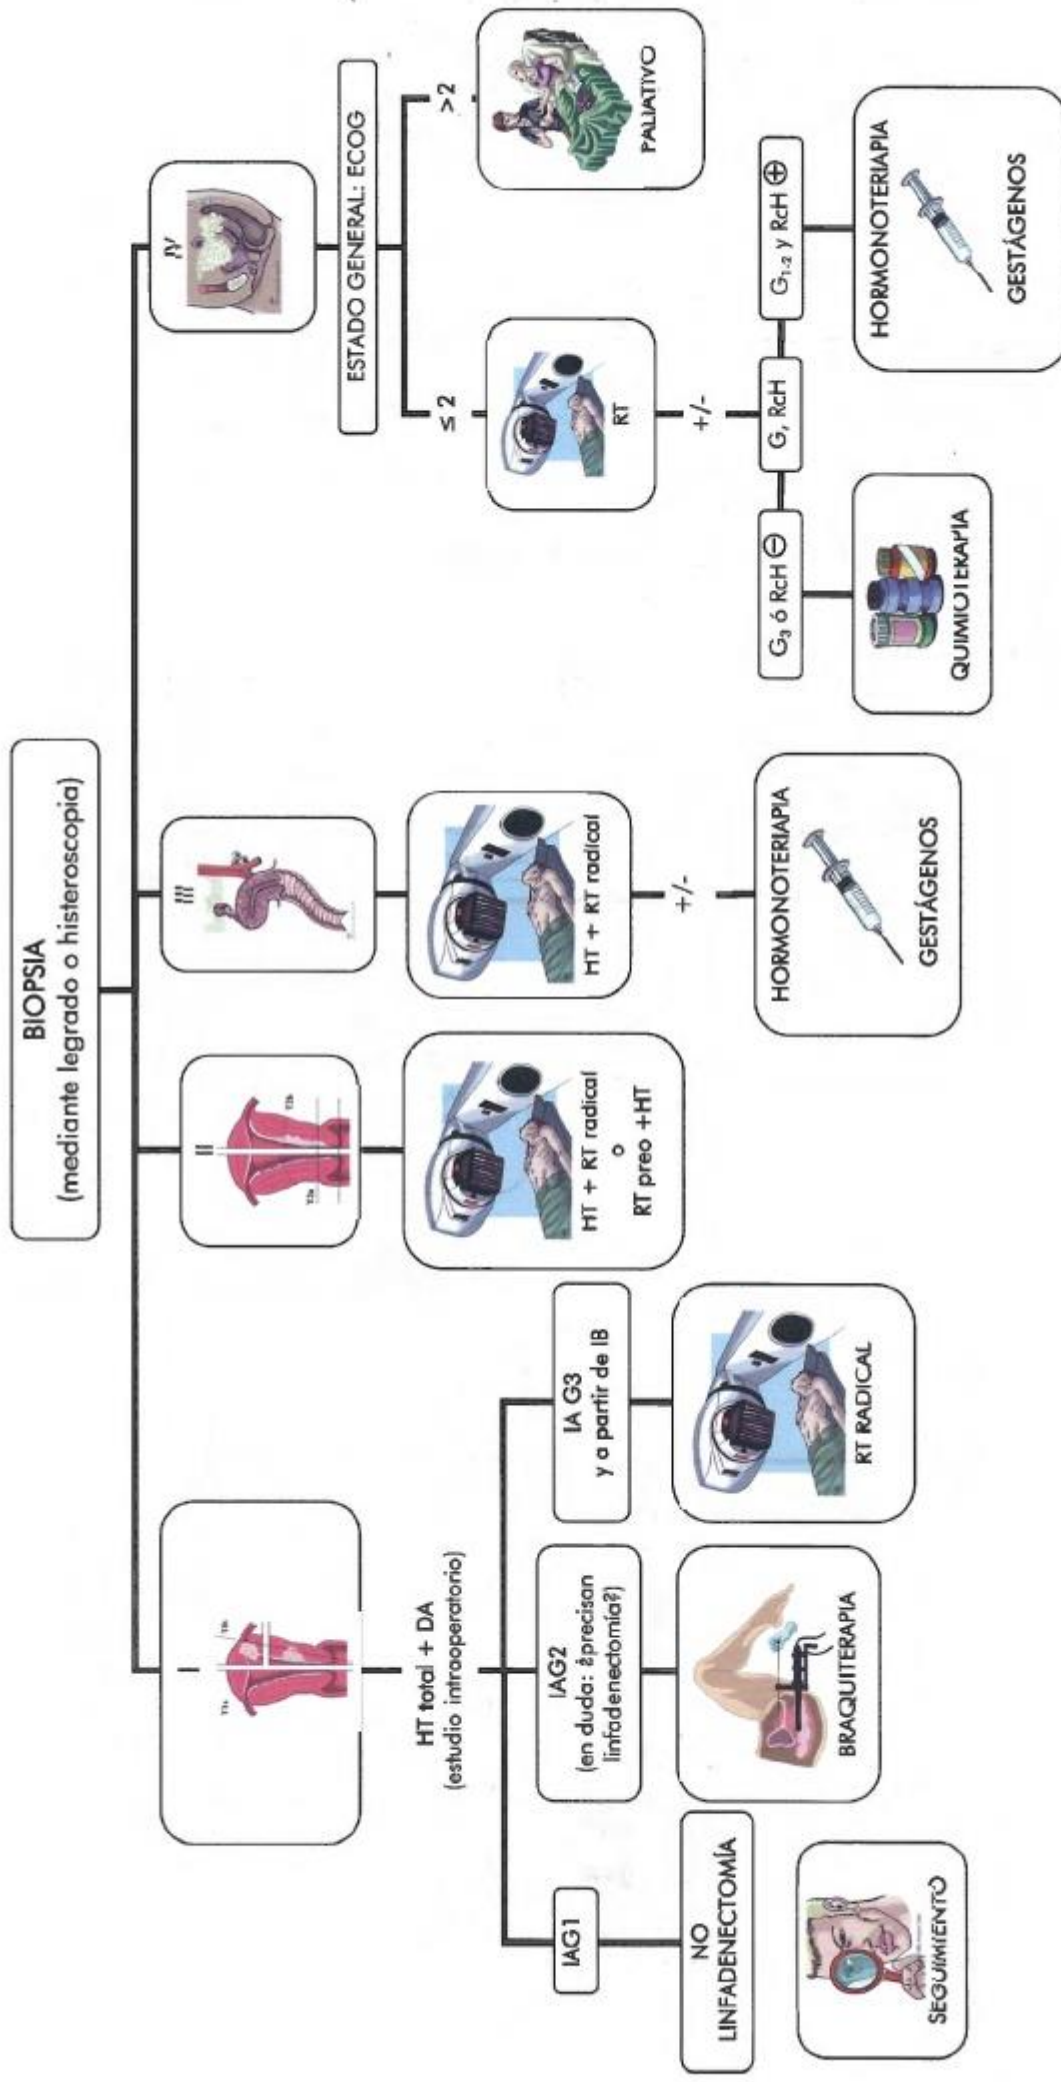 BIOPSIA
(mediante legrado o histeroscopia)
I
HT total + DA
(estudio intraoperatorio)
IAG1
NO
LINFADENECTOMÍA
SEGUIMIENTO
IAG2
(en duda: ¿precisan
linfadenectomía?)
BRAQUITERAPIA
IA G3
y a partir de IB
RT RADICAL
II
HT + RT radical
o
RT preo +HT
III
HT + RT radical
+/-
HORMONOTERIAPIA
GESTÁGENOS
IV
ESTADO GENERAL: ECOG
≤ 2
RT
+/-
G, RcH
G3 ó RcH ⊖
QUIMIOTERAPIA
G1-2 y RcH ⊕
HORMONOTERIAPIA
GESTÁGENOS
>2
PALIATIVO